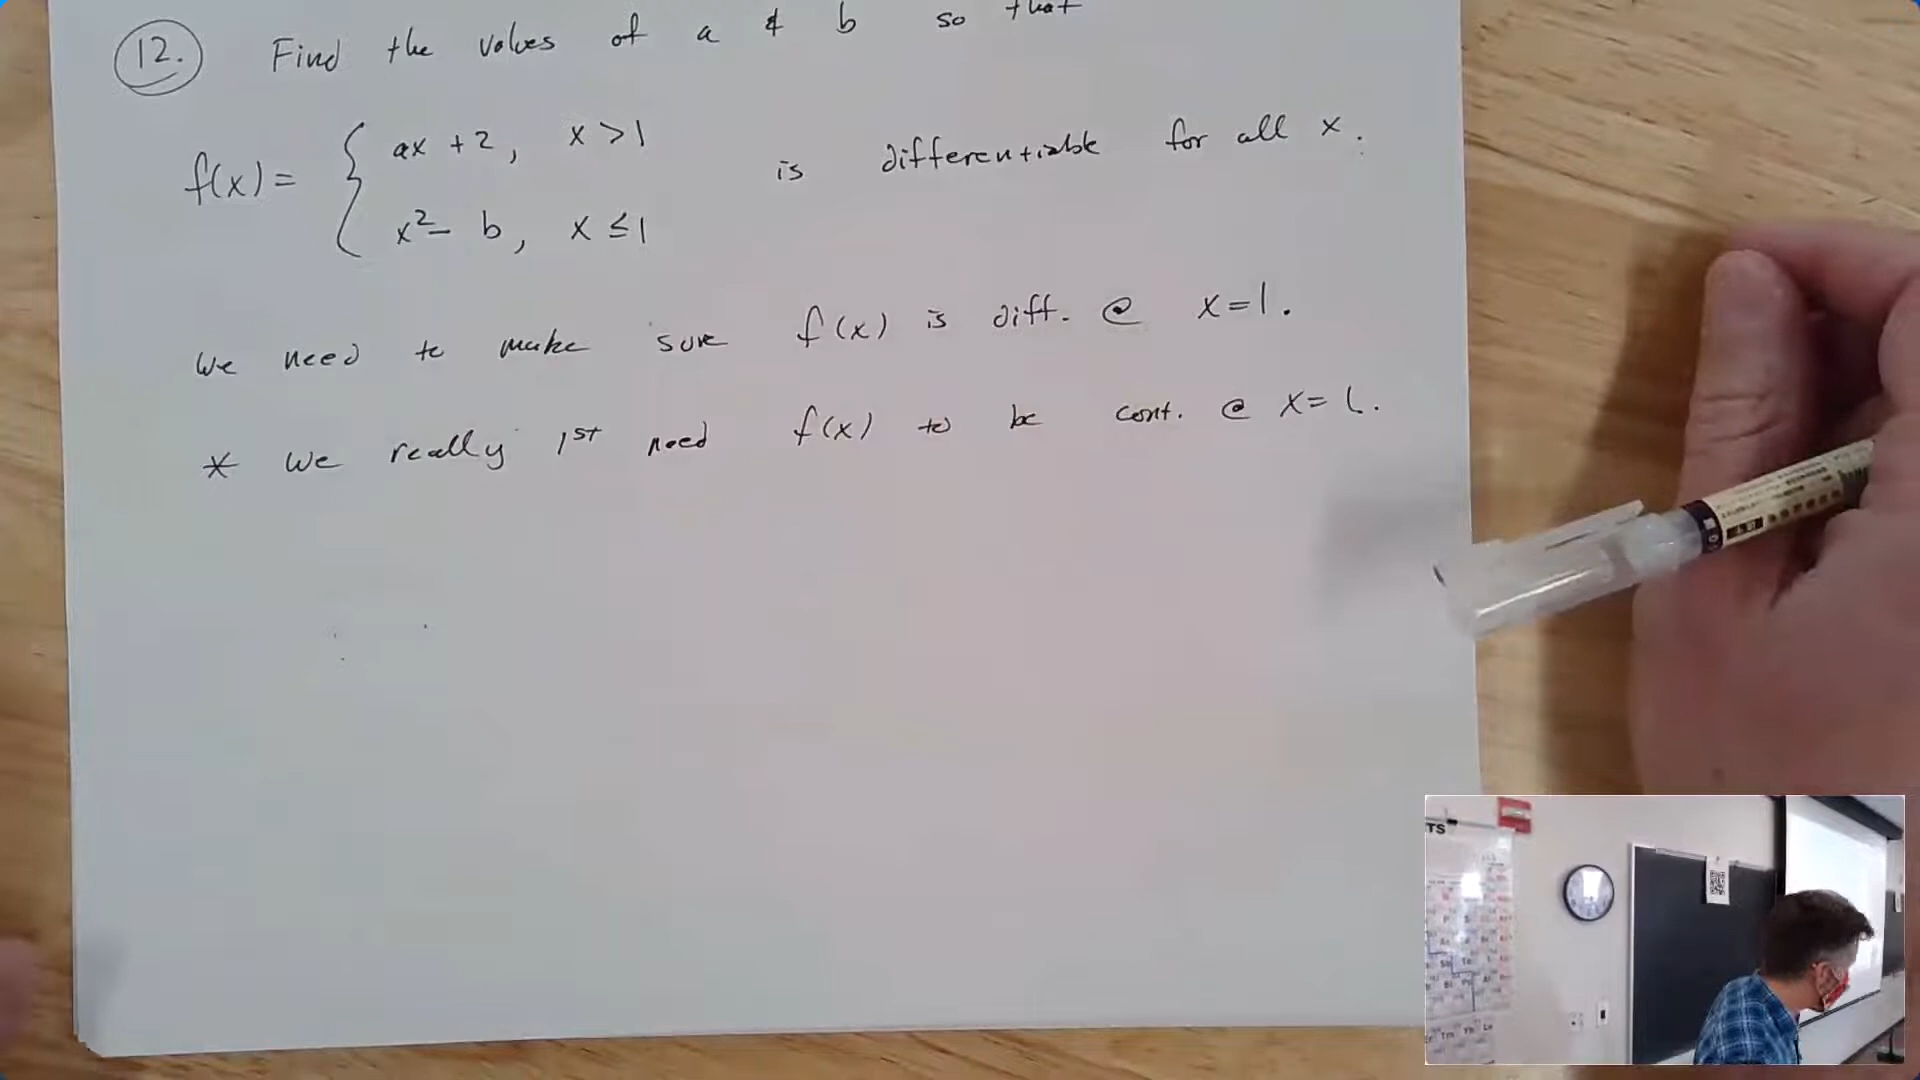 12. Find the values of a & b so that
f(x) = { ax + 2, x > 1
x² - b, x ≤ 1
is differentiable for all x.
We need to make sure f(x) is diff. @ x = 1.
* We really 1st need f(x) to be cont. @ x = 1.
TS